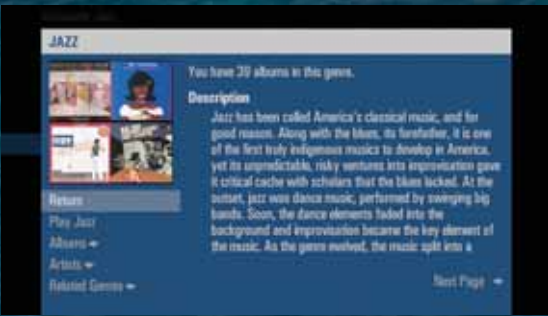 JAZZ
You have 39 albums in this genre.
Description
Jazz has been called America's classical music, and for
good reason. Along with the blues, its forefather, it is one
of the first truly indigenous musics to develop in America,
yet its unpredictable, risky ventures into improvisation gave
it critical cache with scholars that the blues lacked. At the
outset, jazz was dance music, performed by swinging big
bands. Soon, the dance elements faded into the
background and improvisation became the key element of
the music. As the genre evolved, the music split into a
Return
Play Jazz
Albums
Artists
Related Genres
Next Page